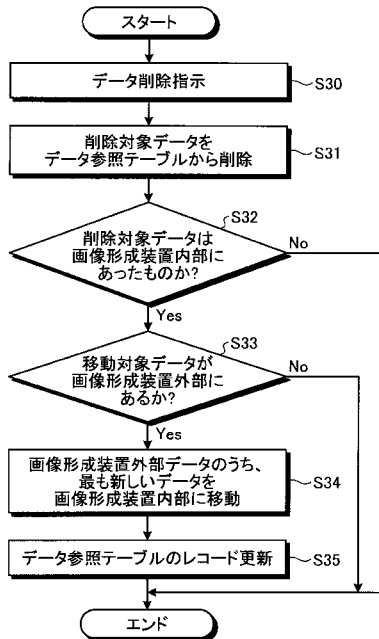 スタート
データ削除指示
S30
削除対象データを
データ参照テーブルから削除
S31
S32
削除対象データは
画像形成装置内部に
あったものか?
No
Yes
S33
移動対象データが
画像形成装置外部に
あるか?
No
Yes
画像形成装置外部データのうち、
最も新しいデータを
画像形成装置内部に移動
S34
データ参照テーブルのレコード更新
S35
エンド